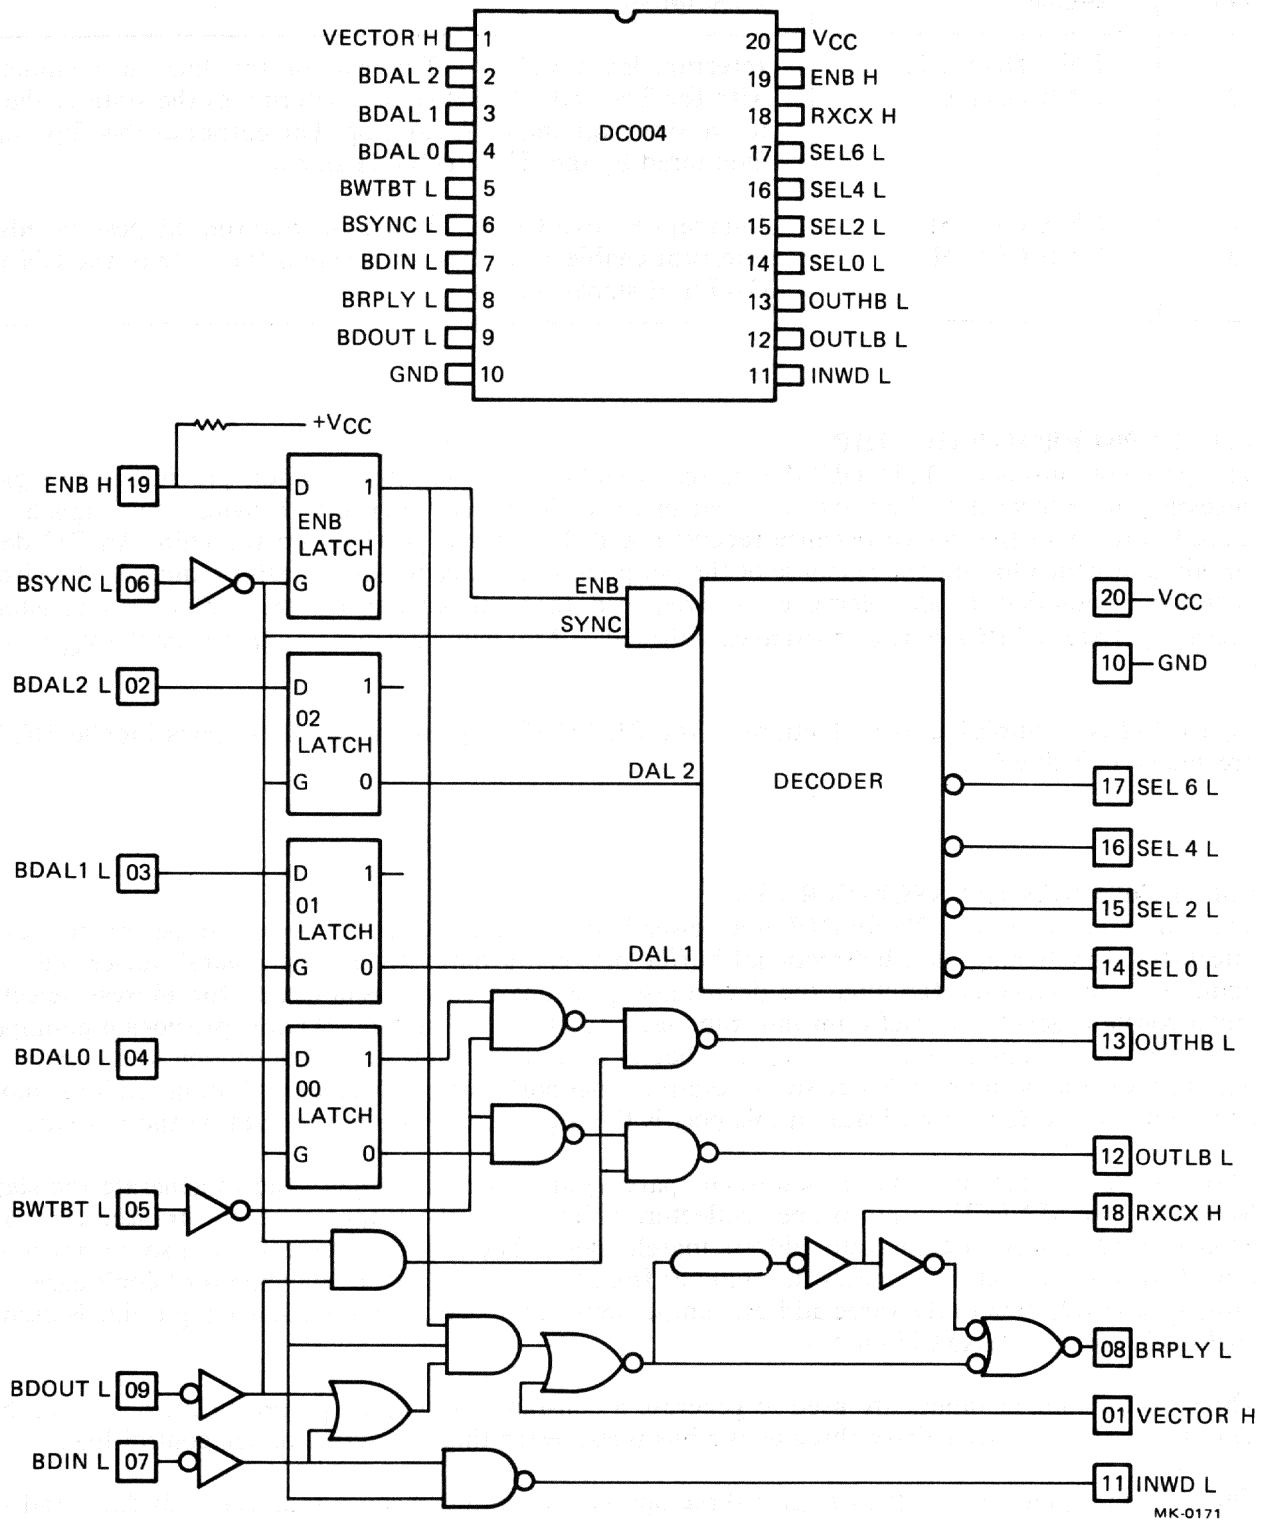 DC004
VECTOR H 1
BDAL 2 2
BDAL 1 3
BDAL 0 4
BWTBT L 5
BSYNC L 6
BDIN L 7
BRPLY L 8
BDOUT L 9
GND 10
20 VCC
19 ENB H
18 RXCX H
17 SEL6 L
16 SEL4 L
15 SEL2 L
14 SEL0 L
13 OUTHB L
12 OUTLB L
11 INWD L
+VCC
ENB H 19
D 1
ENB
LATCH
G 0
BSYNC L 06
ENB
SYNC
20 VCC
10 GND
BDAL2 L 02
D 1
02
LATCH
G 0
DAL 2
DECODER
17 SEL 6 L
16 SEL 4 L
15 SEL 2 L
14 SEL 0 L
BDAL1 L 03
D 1
01
LATCH
G 0
DAL 1
BDAL0 L 04
D 1
00
LATCH
G 0
13 OUTHB L
12 OUTLB L
BWTBT L 05
18 RXCX H
08 BRPLY L
BDOUT L 09
01 VECTOR H
BDIN L 07
11 INWD L
MK-0171